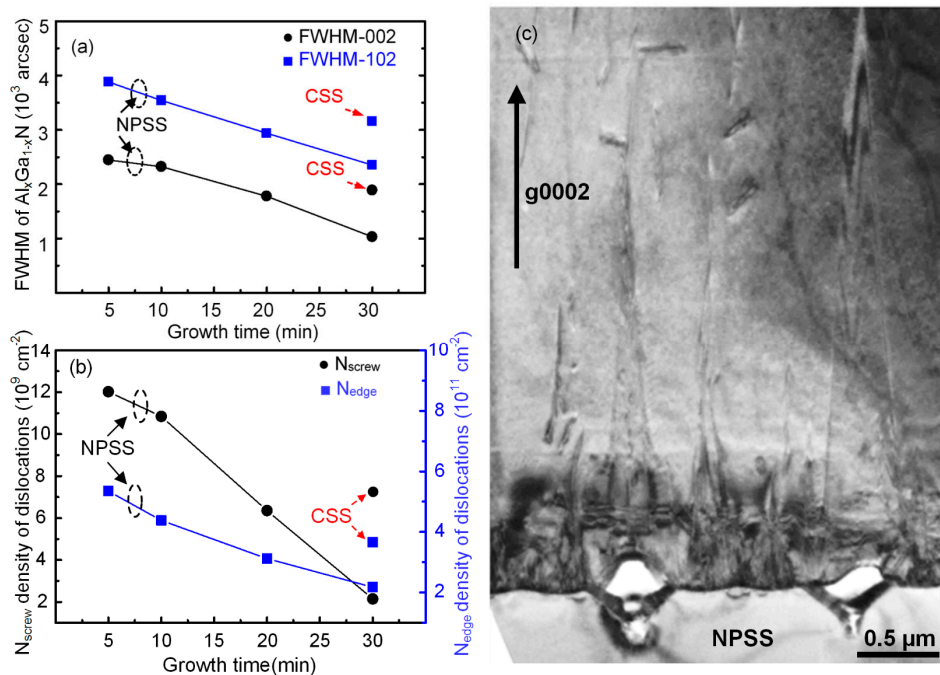 (a)
FWHM-002
FWHM-102
FWHM of AlxGa1-xN (10³ arcsec)
5
4
3
2
1
NPSS
CSS
CSS
5 10 15 20 25 30
Growth time (min)
(b)
Nscrew
Nedge
Nscrew density of dislocations (10⁹ cm⁻²)
14
12
10
8
6
4
2
NPSS
CSS
10
8
6
4
2
Nedge density of dislocations (10¹¹ cm⁻²)
5 10 15 20 25 30
Growth time(min)
(c)
g0002
NPSS
0.5 µm